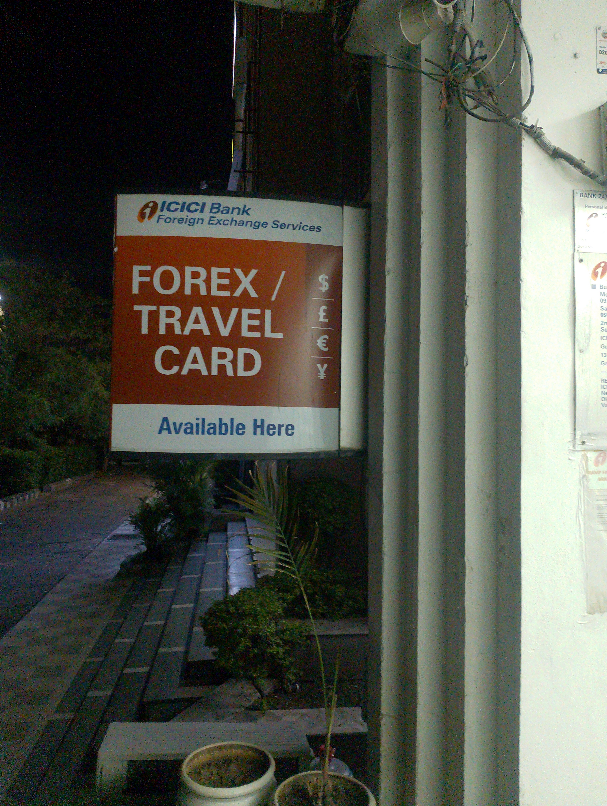 ICICI Bank
Foreign Exchange Services
FOREX /
TRAVEL
CARD
$
£
€
¥
Available Here